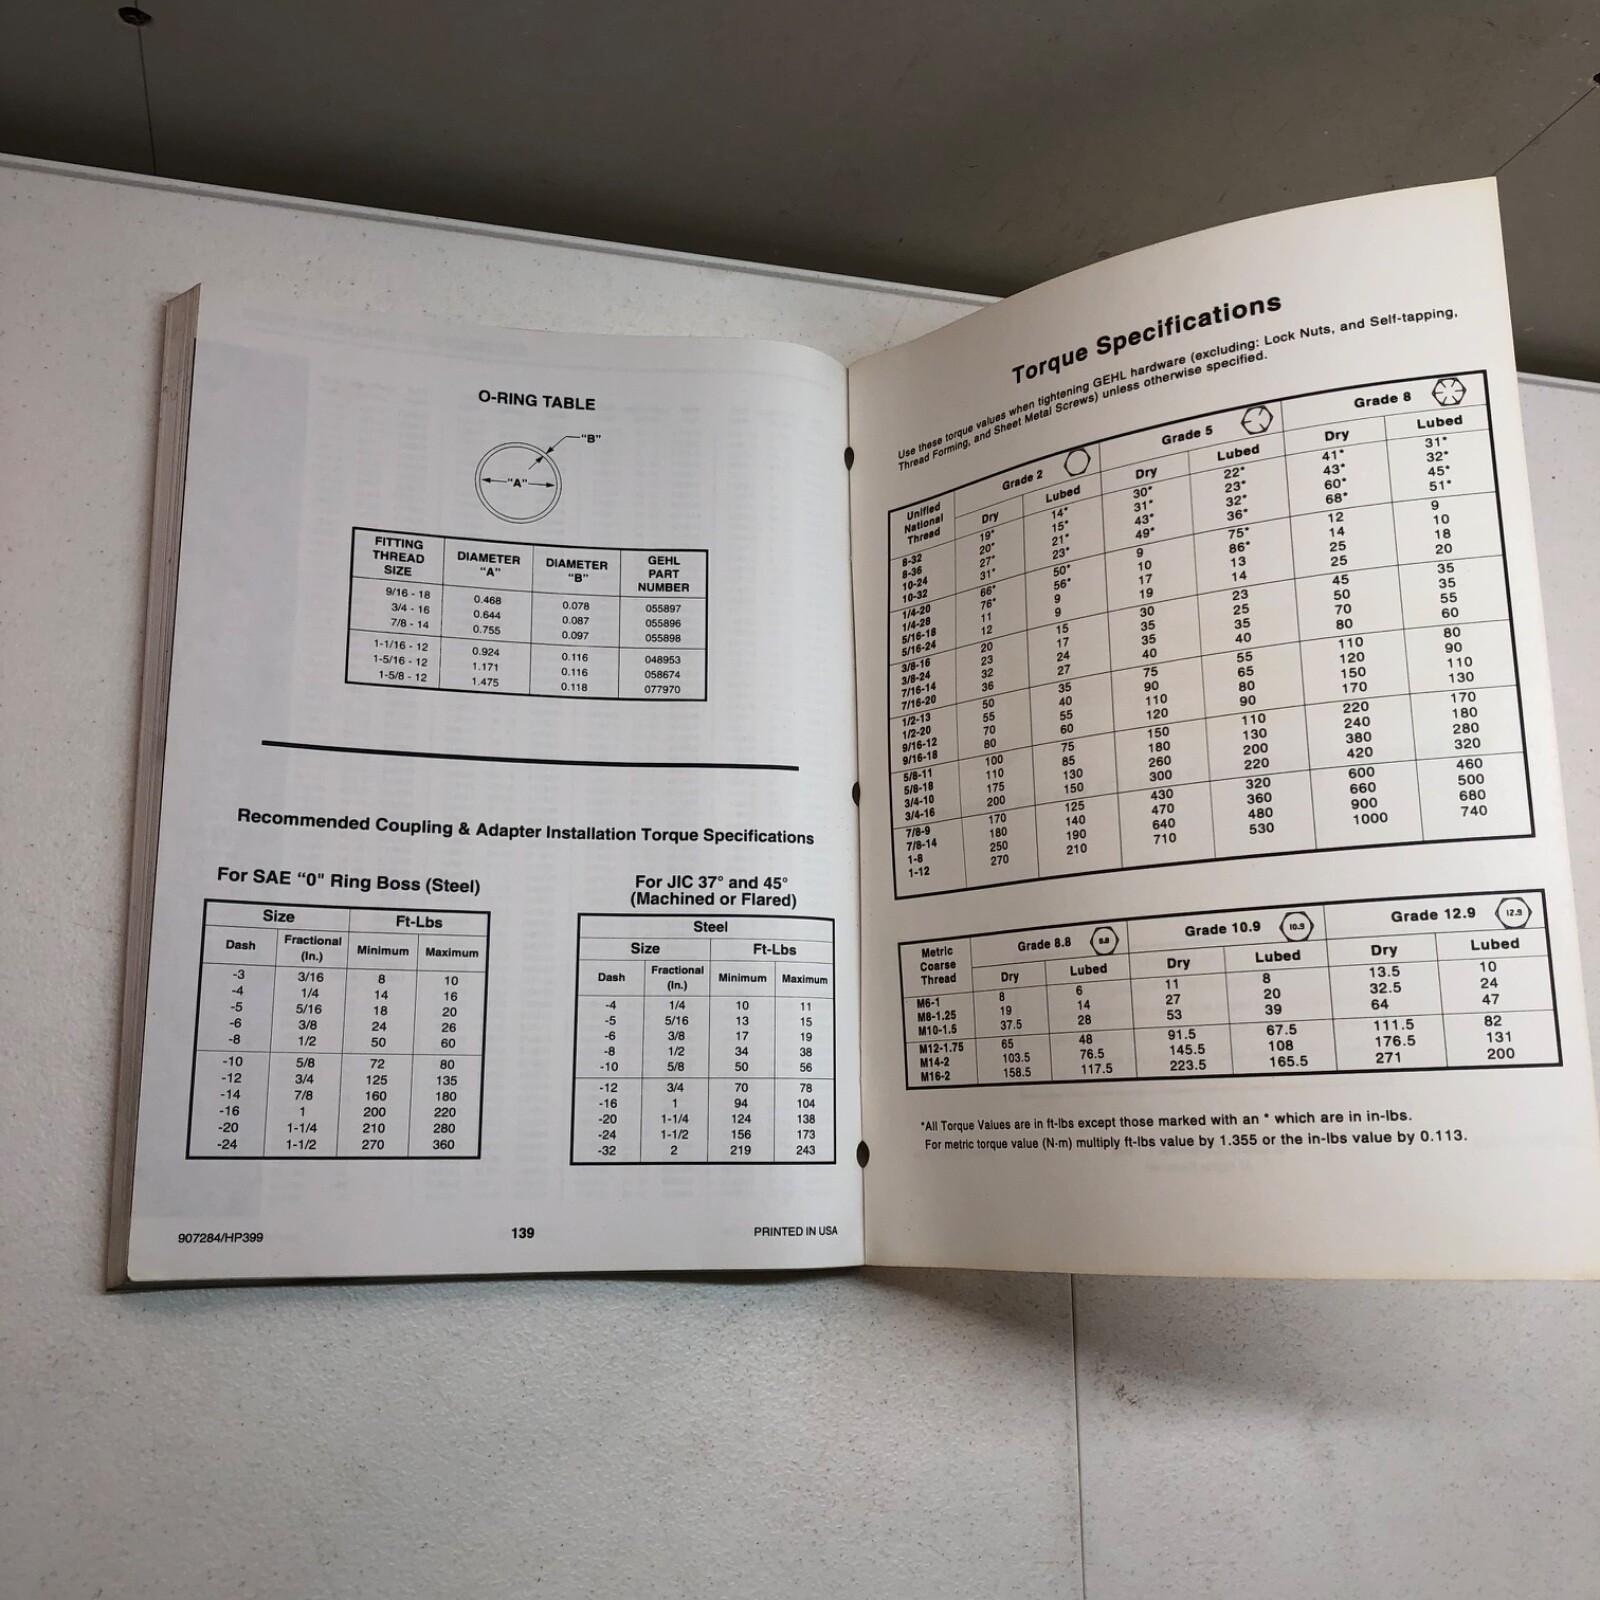 O-RING TABLE
"B"
"A"
FITTING THREAD SIZE DIAMETER "A" DIAMETER "B" GEHL PART NUMBER
9/16 - 18 0.468 0.078 055897
3/4 - 16 0.644 0.087 055896
7/8 - 14 0.755 0.097 055898
1-1/16 - 12 0.924 0.116 048953
1-5/16 - 12 1.171 0.116 058674
1-5/8 - 12 1.475 0.118 077970
Recommended Coupling & Adapter Installation Torque Specifications
For SAE "0" Ring Boss (Steel)
Size Ft-Lbs
Dash Fractional (In.) Minimum Maximum
-3 3/16 8 10
-4 1/4 14 16
-5 5/16 18 20
-6 3/8 24 26
-8 1/2 50 60
-10 5/8 72 80
-12 3/4 125 135
-14 7/8 160 180
-16 1 200 220
-20 1-1/4 210 280
-24 1-1/2 270 360
For JIC 37° and 45°
(Machined or Flared)
Steel
Size Ft-Lbs
Dash Fractional (In.) Minimum Maximum
-4 1/4 10 11
-5 5/16 13 15
-6 3/8 17 19
-8 1/2 34 38
-10 5/8 50 56
-12 3/4 70 78
-16 1 94 104
-20 1-1/4 124 138
-24 1-1/2 156 173
-32 2 219 243
907284/HP399 139 PRINTED IN USA
Torque Specifications
Use these torque values when tightening GEHL hardware (excluding: Lock Nuts, and Self-tapping,
Thread Forming, and Sheet Metal Screws) unless otherwise specified.
Unified National Thread Grade 2 Grade 5 Grade 8
Dry Lubed Dry Lubed Dry Lubed
8-32 19* 14* 30* 22* 41* 31*
8-36 20* 15* 31* 23* 43* 32*
10-24 27* 21* 43* 32* 60* 45*
10-32 31* 23* 49* 36* 68* 51*
1/4-20 66* 50* 9 75* 12 9
1/4-28 76* 56* 10 86* 14 10
5/16-18 11 9 17 13 25 18
5/16-24 12 9 19 14 25 20
3/8-16 20 15 30 23 45 35
3/8-24 23 17 35 25 50 35
7/16-14 32 24 35 35 70 55
7/16-20 36 27 40 40 80 60
1/2-13 50 35 75 55 110 80
1/2-20 55 40 90 65 120 90
9/16-12 70 55 110 80 150 110
9/16-18 80 60 120 90 170 130
5/8-11 100 75 150 110 220 170
5/8-18 110 85 180 130 240 180
3/4-10 175 130 260 200 380 280
3/4-16 200 150 300 220 420 320
7/8-9 170 125 430 320 600 460
7/8-14 180 140 470 360 660 500
1-8 250 190 640 480 900 680
1-12 270 210 710 530 1000 740
Metric Coarse Thread Grade 8.8 8.8 Grade 10.9 10.9 Grade 12.9 12.9
Dry Lubed Dry Lubed Dry Lubed
M6-1 8 6 11 8 13.5 10
M8-1.25 19 14 27 20 32.5 24
M10-1.5 37.5 28 53 39 64 47
M12-1.75 65 48 91.5 67.5 111.5 82
M14-2 103.5 76.5 145.5 108 176.5 131
M16-2 158.5 117.5 223.5 165.5 271 200
*All Torque Values are in ft-lbs except those marked with an * which are in in-lbs.
For metric torque value (N-m) multiply ft-lbs value by 1.355 or the in-lbs value by 0.113.